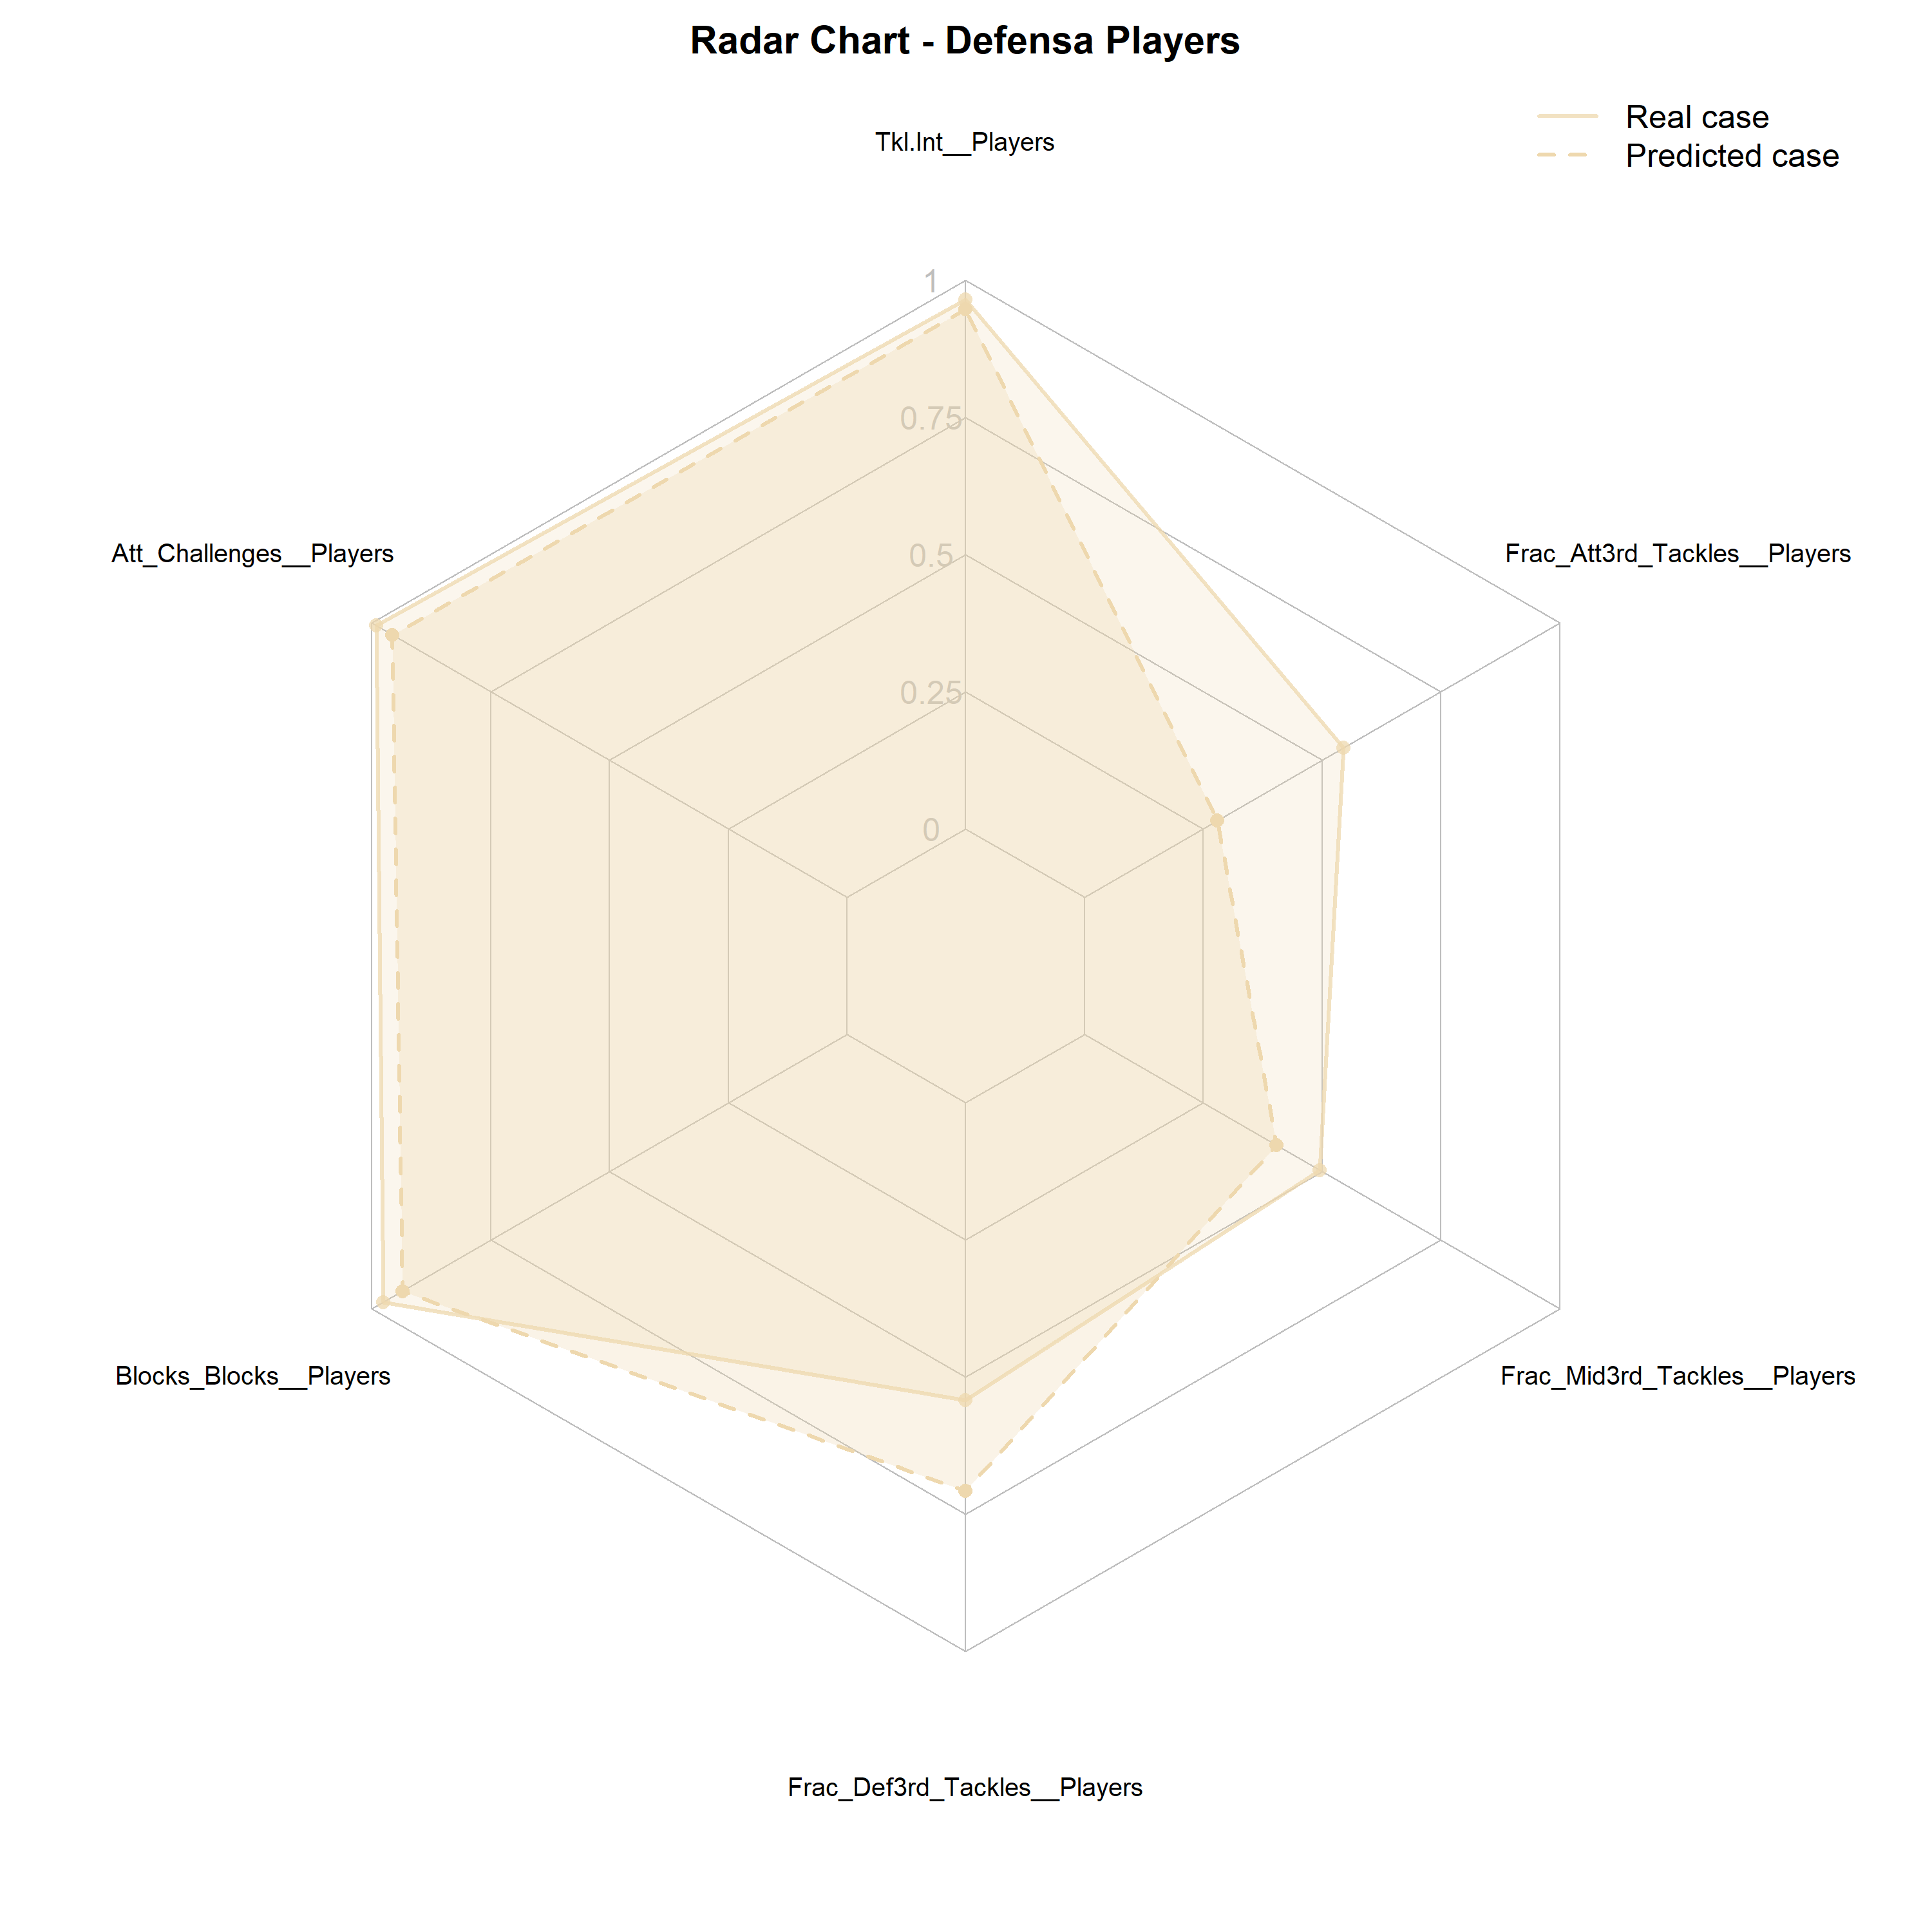 Radar Chart - Defensa Players
Real case
Predicted case
Tkl.Int__Players
1
0.75
0.5
0.25
0
Att_Challenges__Players
Frac_Att3rd_Tackles__Players
Blocks_Blocks__Players
Frac_Mid3rd_Tackles__Players
Frac_Def3rd_Tackles__Players